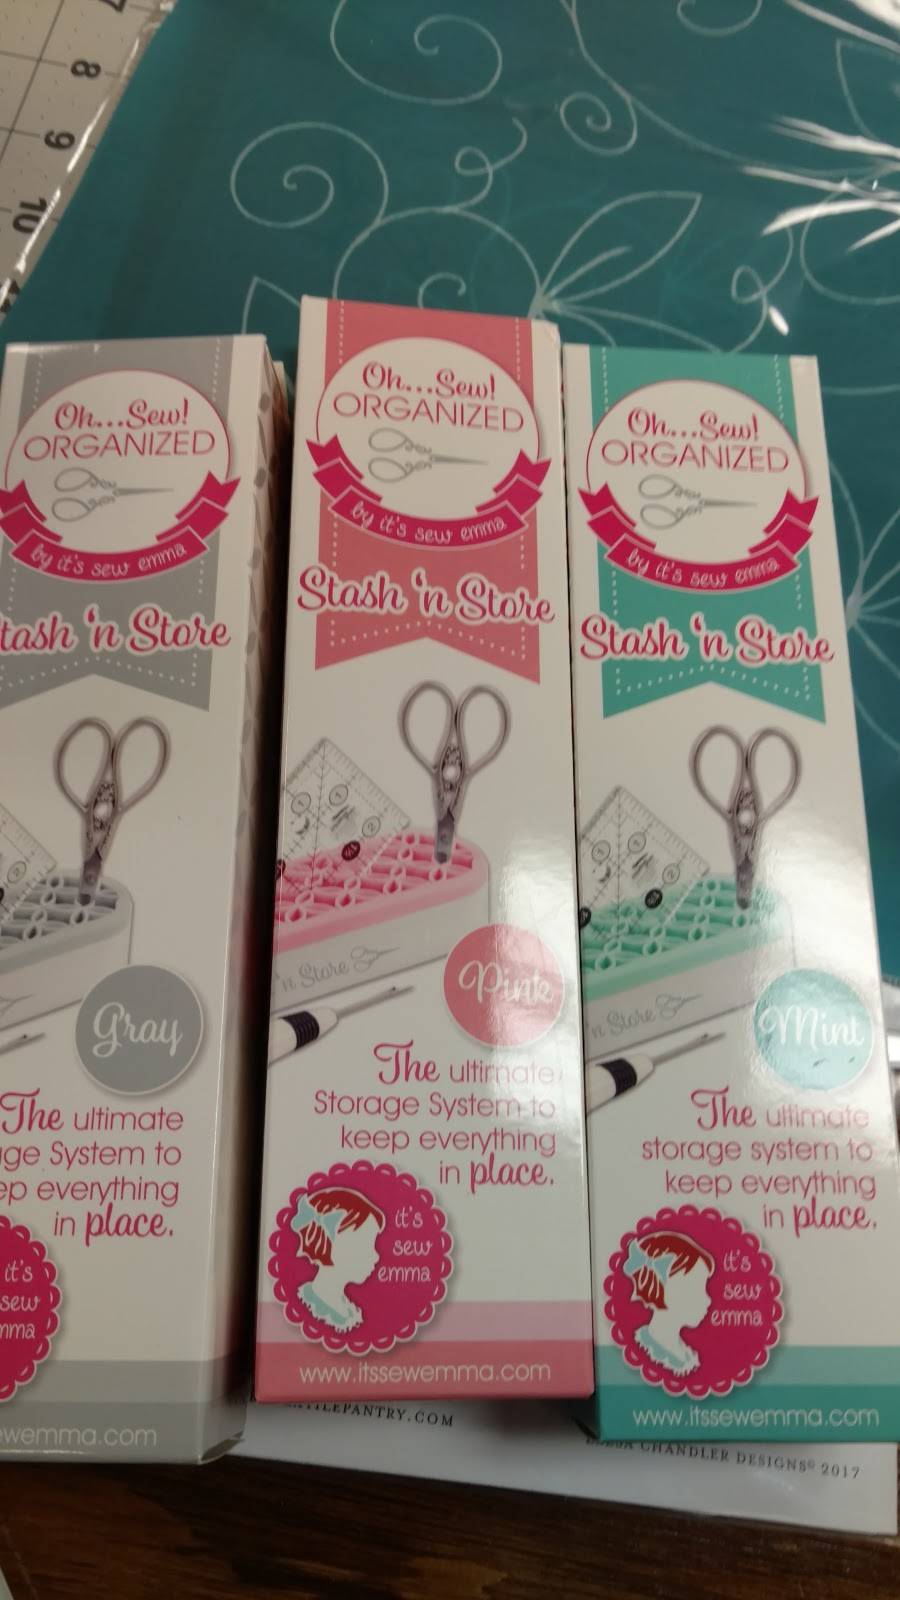 8
9
10
Oh...Sew!
ORGANIZED
by it's sew emma
tash 'n Store
Gray
The ultimate
ge System to
ep everything
in place.
it's
sew
mma
ewemma.com
Oh...Sew!
ORGANIZED
by it's sew emma
Stash 'n Store
'n Store
Pink
The ultimate
Storage System to
keep everything
in place.
it's
sew
emma
www.itssewemma.com
Oh...Sew!
ORGANIZED
by it's sew emma
Stash 'n Store
'n Store
Mint
The ultimate
storage system to
keep everything
in place.
it's
sew
emma
www.itssewemma.com
TILEPANTRY.COM
CHANDLER DESIGNS© 2017